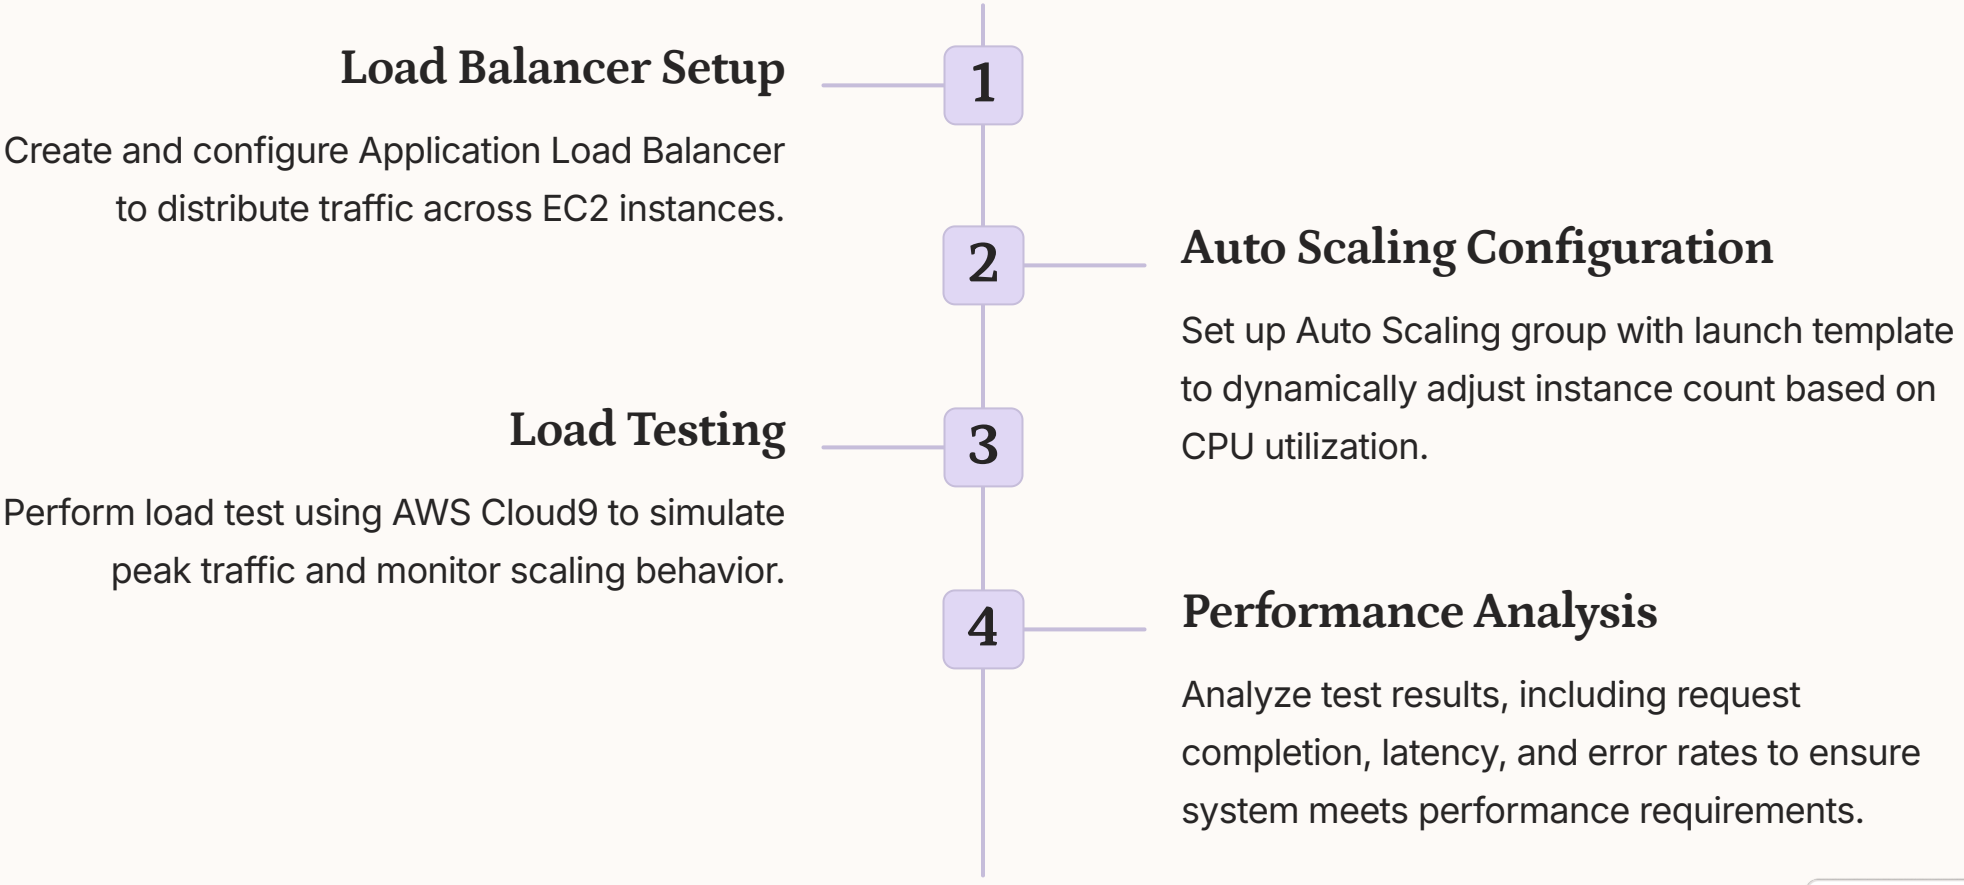 Load Balancer Setup
1
Create and configure Application Load Balancer
to distribute traffic across EC2 instances.
2
Auto Scaling Configuration
Set up Auto Scaling group with launch template
to dynamically adjust instance count based on
CPU utilization.
Load Testing
3
Perform load test using AWS Cloud9 to simulate
peak traffic and monitor scaling behavior.
4
Performance Analysis
Analyze test results, including request
completion, latency, and error rates to ensure
system meets performance requirements.